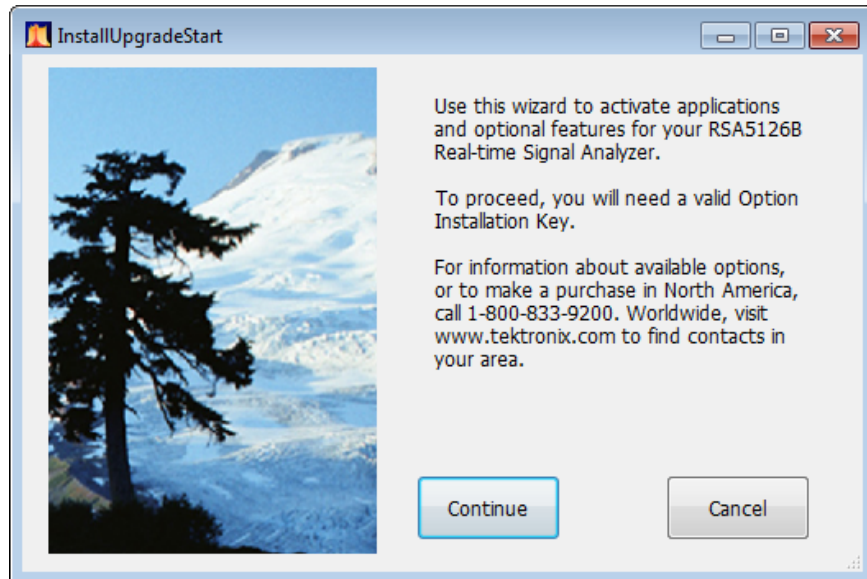 InstallUpgradeStart
Use this wizard to activate applications
and optional features for your RSA5126B
Real-time Signal Analyzer.
To proceed, you will need a valid Option
Installation Key.
For information about available options,
or to make a purchase in North America,
call 1-800-833-9200. Worldwide, visit
www.tektronix.com to find contacts in
your area.
Continue
Cancel